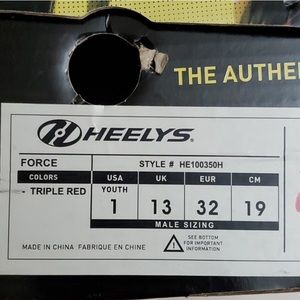 THE AUTHE
HEELYS®
FORCE STYLE # HE100350H
COLORS USA UK EUR CM
- TRIPLE RED YOUTH 1 13 32 19
MALE SIZING
MADE IN CHINA FABRIQUE EN CHINE
SEE BOTTOM
FOR IMPORTANT
INFORMATION